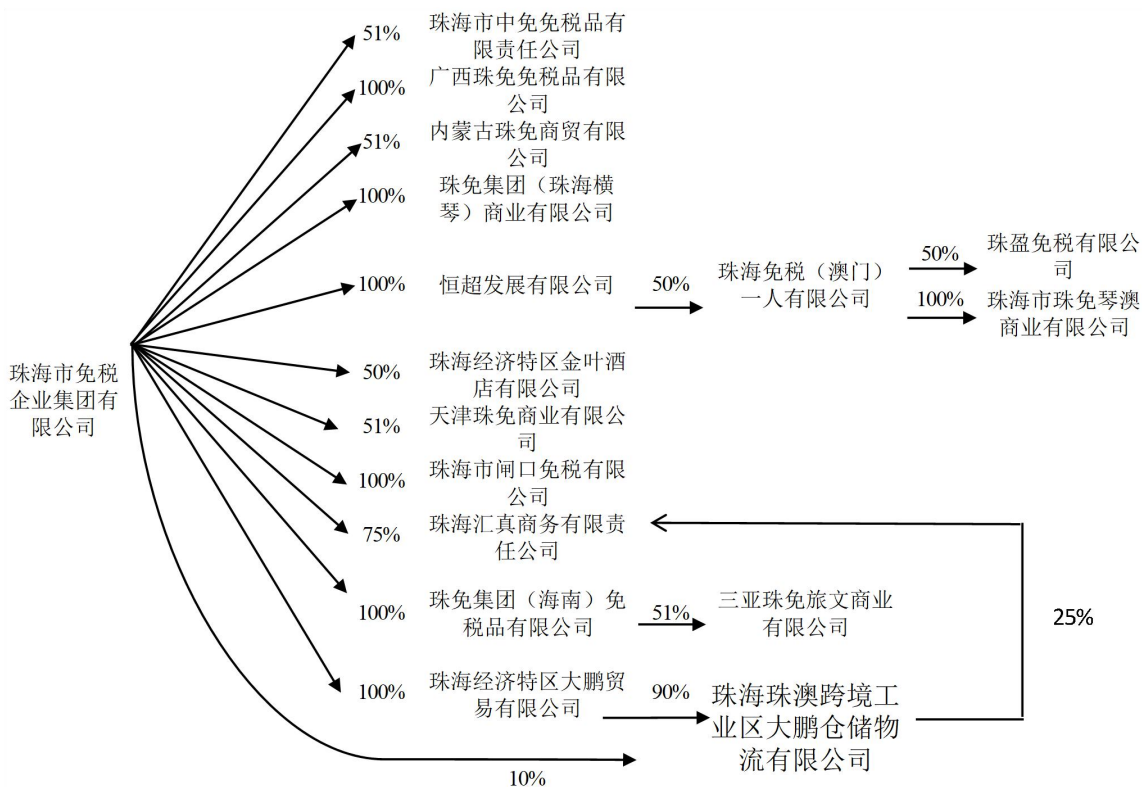 51%
珠海市中免免税品有
限责任公司
100%
广西珠免免税品有限
公司
51%
内蒙古珠免商贸有限
公司
100%
珠免集团（珠海横
琴）商业有限公司
100%
恒超发展有限公司
50%
珠海免税（澳门）
一人有限公司
50%
珠盈免税有限公
司
100%
珠海市珠免琴澳
商业有限公司
珠海市免税
企业集团有
限公司
50%
珠海经济特区金叶酒
店有限公司
51%
天津珠免商业有限公
司
100%
珠海市闸口免税有限
公司
75%
珠海汇真商务有限责
任公司
100%
珠免集团（海南）免
税品有限公司
51%
三亚珠免旅文商业
有限公司
25%
100%
珠海经济特区大鹏贸
易有限公司
90%
珠海珠澳跨境工
业区大鹏仓储物
流有限公司
10%